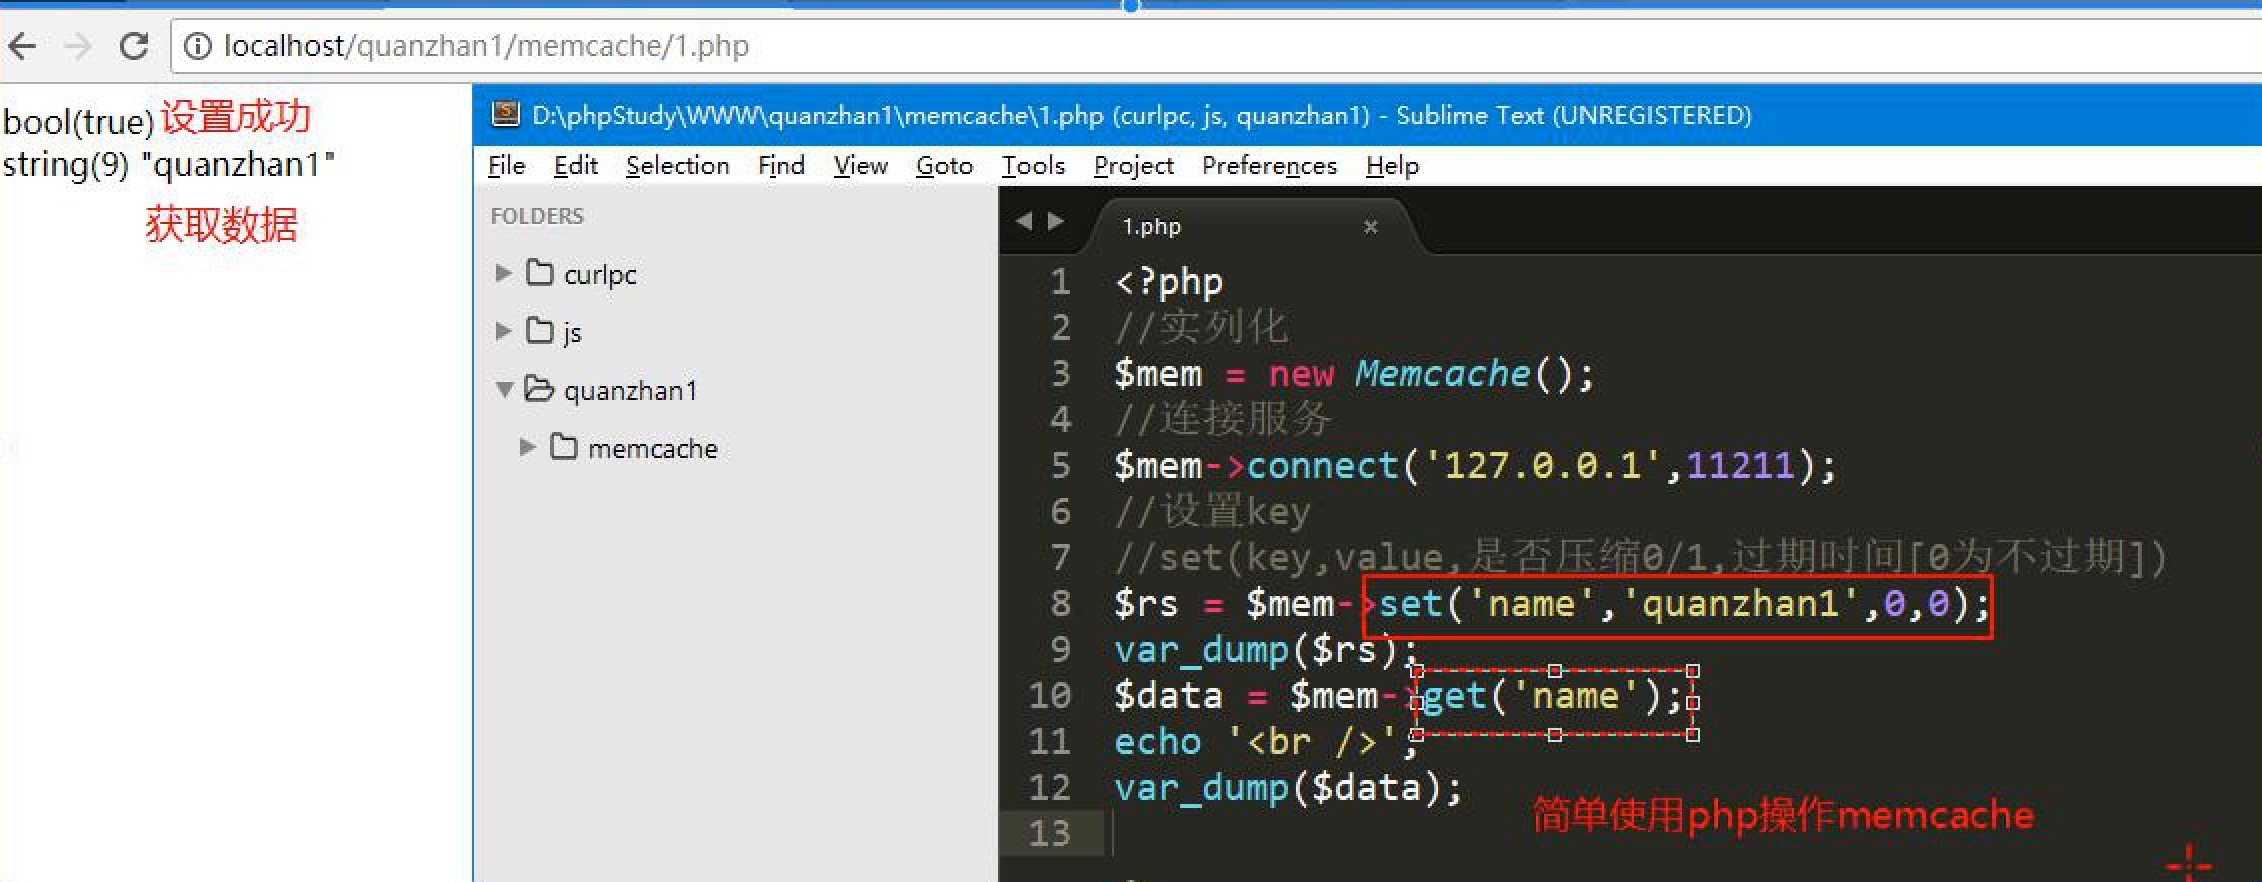 localhost/quanzhan1/memcache/1.php
bool(true) 设置成功
string(9) "quanzhan1"
获取数据
D:\phpStudy\WWW\quanzhan1\memcache\1.php (curlpc, js, quanzhan1) - Sublime Text (UNREGISTERED)
File Edit Selection Find View Goto Tools Project Preferences Help
FOLDERS
curlpc
js
quanzhan1
memcache
1.php
1 <?php
2 //实列化
3 $mem = new Memcache();
4 //连接服务
5 $mem->connect('127.0.0.1',11211);
6 //设置key
7 //set(key,value,是否压缩0/1,过期时间[0为不过期])
8 $rs = $mem->set('name','quanzhan1',0,0);
9 var_dump($rs);
10 $data = $mem->get('name');
11 echo '<br />';
12 var_dump($data);
13
简单使用php操作memcache